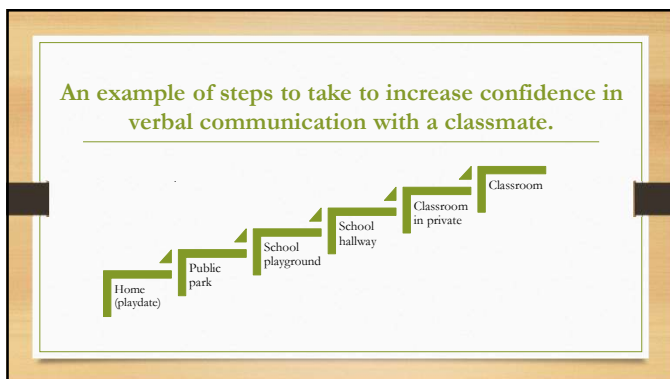 An example of steps to take to increase confidence in
verbal communication with a classmate.
Home
(playdate)
Public
park
School
playground
School
hallway
Classroom
in private
Classroom